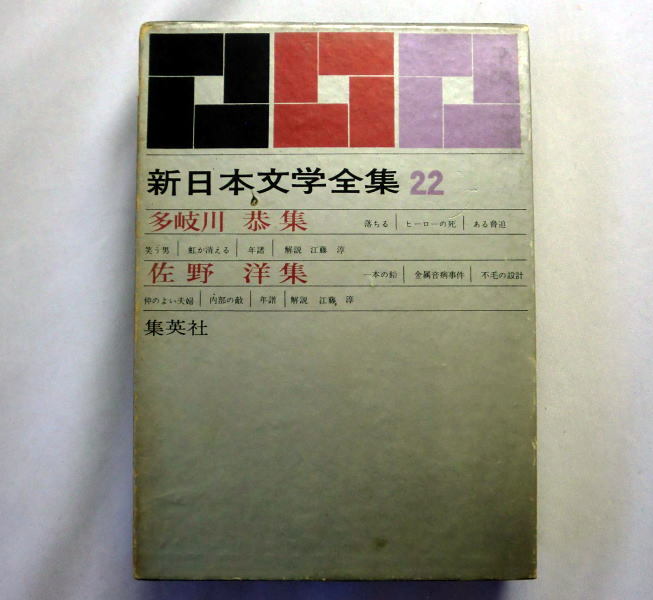 新日本文学全集 22
多岐川 恭集 落ちる ヒーローの死 ある脅迫
笑う男 虹が消える 年譜 解説 江藤 淳
佐野 洋集 一本の鉛 金属音病事件 不毛の設計
仲のよい夫婦 内部の敵 年譜 解説 江藤 淳
集英社